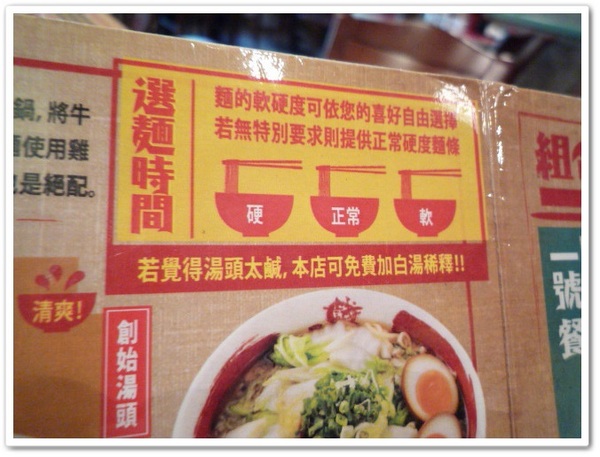 鍋,將牛
使用雞
是絕配。
清爽!
選麵時間
麵的軟硬度可依您的喜好自由選擇
若無特別要求則提供正常硬度麵條
硬
正常
軟
若覺得湯頭太鹹,本店可免費加白湯稀釋!!
創始湯頭
組
一
號
餐